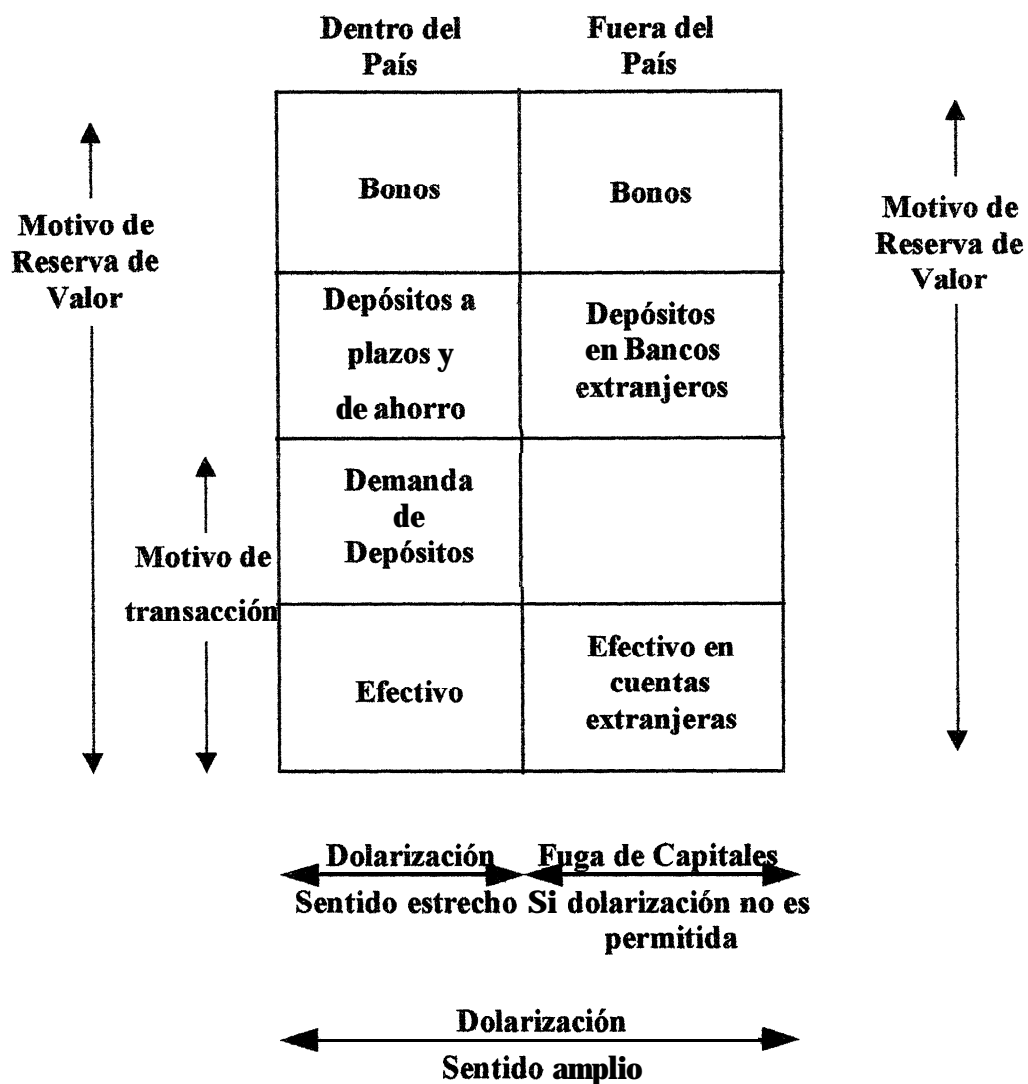 Dentro del
País
Fuera del
País
Motivo de
Reserva de
Valor
Bonos
Bonos
Motivo de
Reserva de
Valor
Depósitos a
plazos y
de ahorro
Depósitos
en Bancos
extranjeros
Motivo de
transacción
Demanda
de
Depósitos
Efectivo
Efectivo en
cuentas
extranjeras
Dolarización
Sentido estrecho
Fuga de Capitales
Si dolarización no es
permitida
Dolarización
Sentido amplio